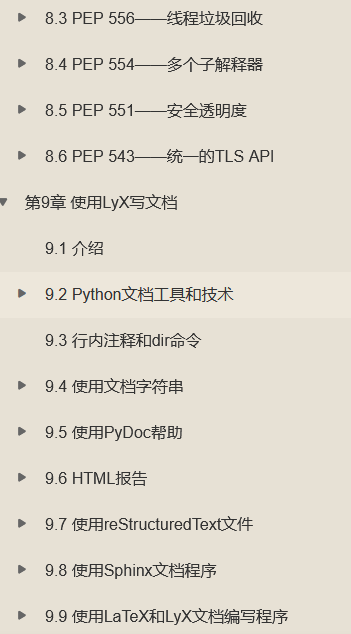 8.3 PEP 556——线程垃圾回收
8.4 PEP 554——多个子解释器
8.5 PEP 551——安全透明度
8.6 PEP 543——统一的TLS API
第9章 使用LyX写文档
9.1 介绍
9.2 Python文档工具和技术
9.3 行内注释和dir命令
9.4 使用文档字符串
9.5 使用PyDoc帮助
9.6 HTML报告
9.7 使用reStructuredText文件
9.8 使用Sphinx文档程序
9.9 使用LaTeX和LyX文档编写程序